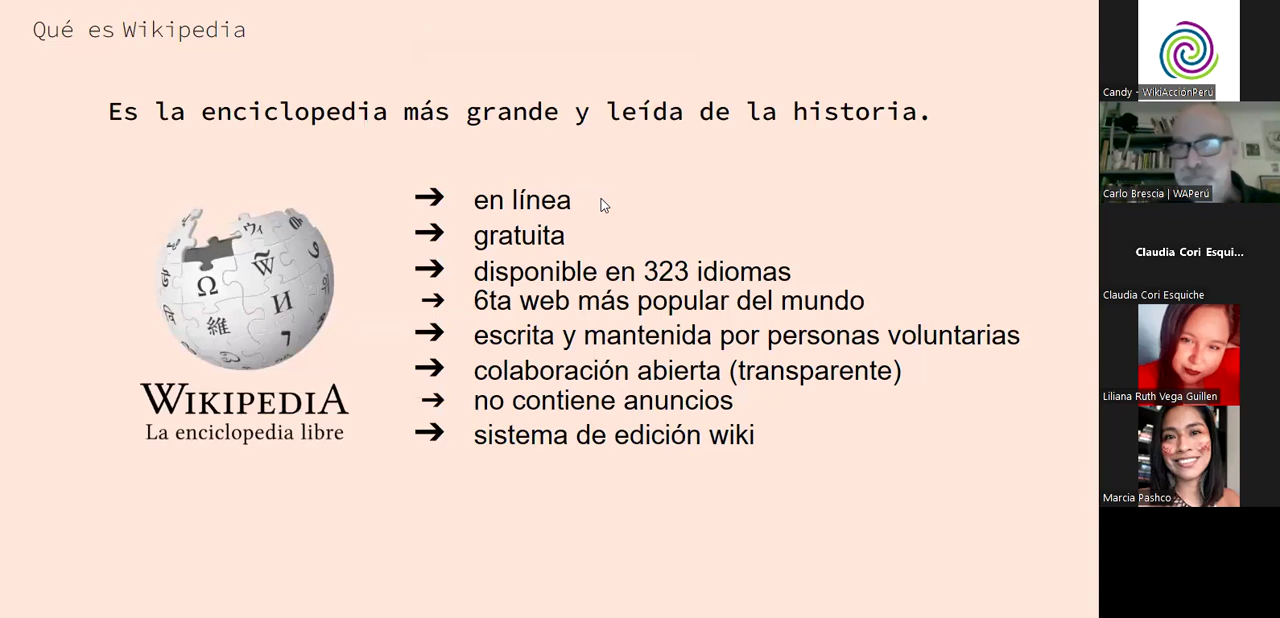 Qué es Wikipedia
Es la enciclopedia más grande y leída de la historia.
➔ en línea
➔ gratuita
➔ disponible en 323 idiomas
➔ 6ta web más popular del mundo
➔ escrita y mantenida por personas voluntarias
➔ colaboración abierta (transparente)
➔ no contiene anuncios
➔ sistema de edición wiki
Ω
W̃
И
維
7
WIKIPEDIA
La enciclopedia libre
Candy - WikiAcciónPerú
Carlo Brescia | WAPerú
Claudia Cori Esqui...
Claudia Cori Esquiche
Liliana Ruth Vega Guillen
Marcia Pashco